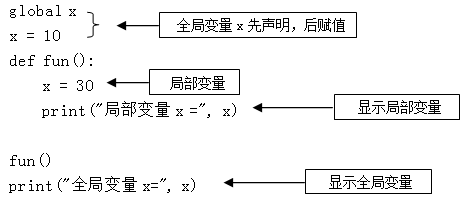 global x
x = 10
全局变量 x 先声明，后赋值
def fun():
x = 30
局部变量
print("局部变量 x =", x)
显示局部变量
fun()
print("全局变量 x=", x)
显示全局变量